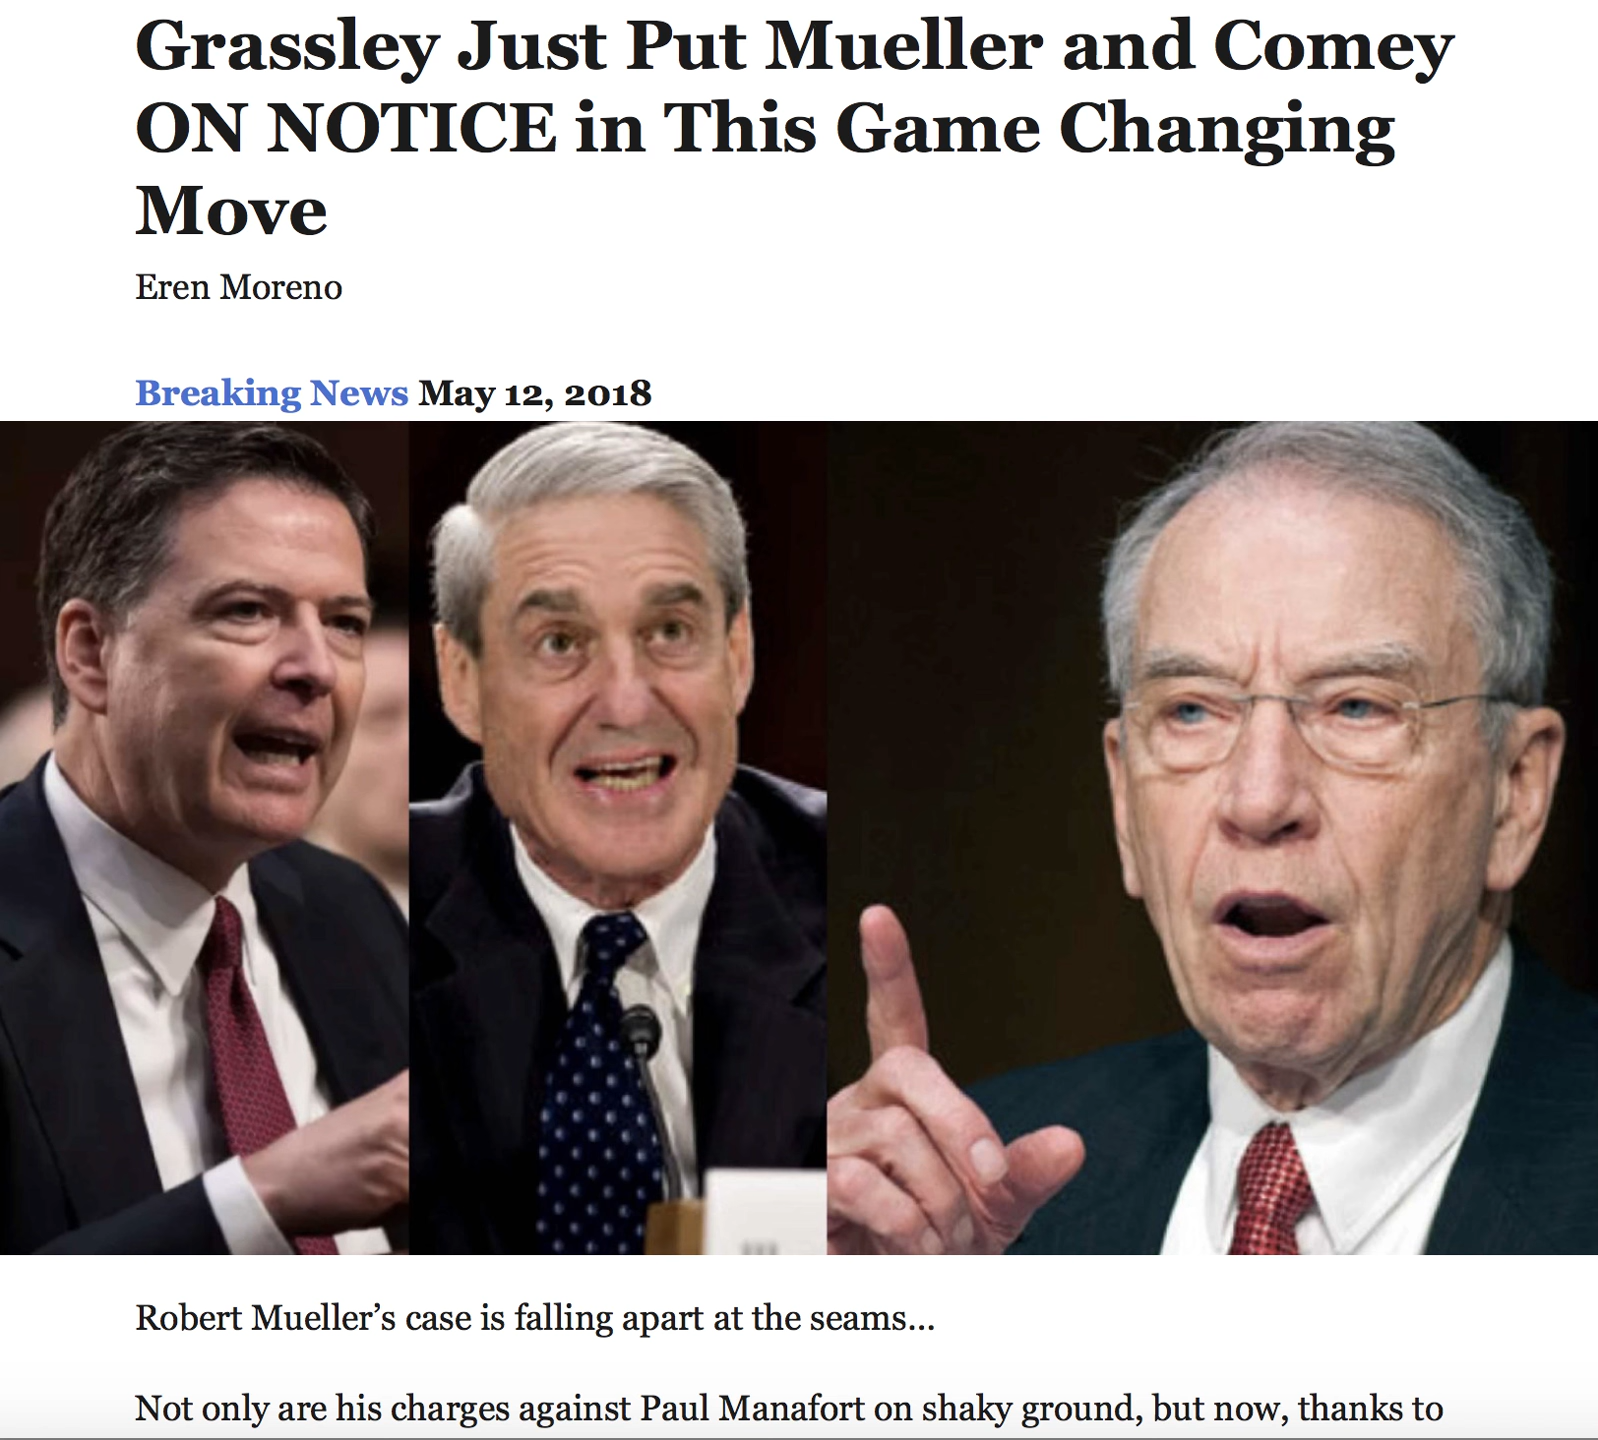 Grassley Just Put Mueller and Comey
ON NOTICE in This Game Changing
Move
Eren Moreno
Breaking News May 12, 2018
Robert Mueller’s case is falling apart at the seams...
Not only are his charges against Paul Manafort on shaky ground, but now, thanks to